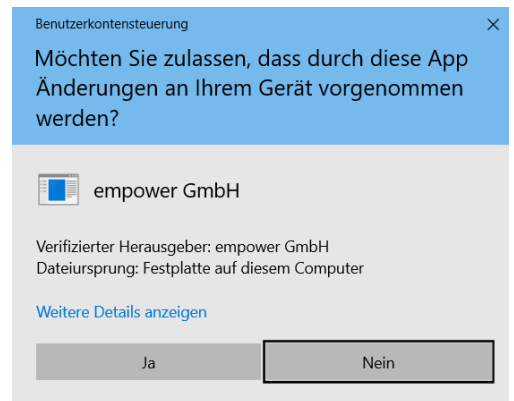 Benutzerkontensteuerung
Möchten Sie zulassen, dass durch diese App
Änderungen an Ihrem Gerät vorgenommen
werden?
empower GmbH
Verifizierter Herausgeber: empower GmbH
Dateiursprung: Festplatte auf diesem Computer
Weitere Details anzeigen
Ja
Nein